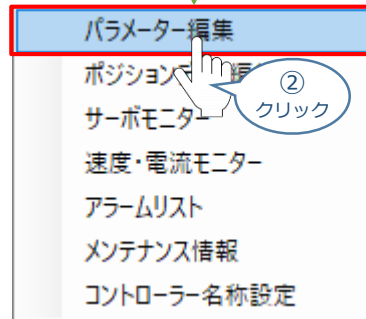 パラメーター編集
ポジション 編
②
クリック
サーボモニター
速度・電流モニター
アラームリスト
メンテナンス情報
コントローラー名称設定